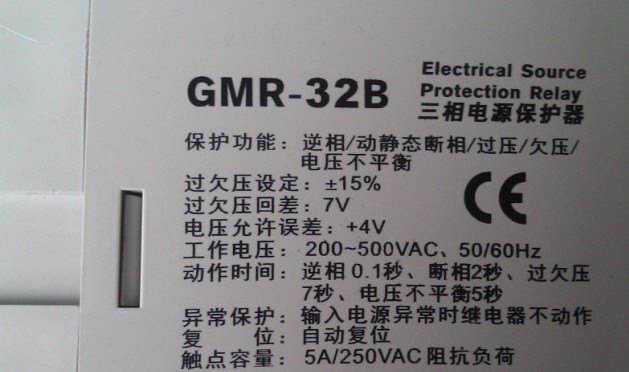 GMR-32B
Electrical Source
Protection Relay
三相电源保护器
保护功能：逆相/动静态断相/过压/欠压/
电压不平衡
过欠压设定：±15%
过欠压回差：7V
电压允许误差：+4V
CE
工作电压：200~500VAC、50/60Hz
动作时间：逆相0.1秒、断相2秒、过欠压
7秒、电压不平衡5秒
异常保护：输入电源异常时继电器不动作
复 位：自动复位
触点容量：5A/250VAC阻抗负荷